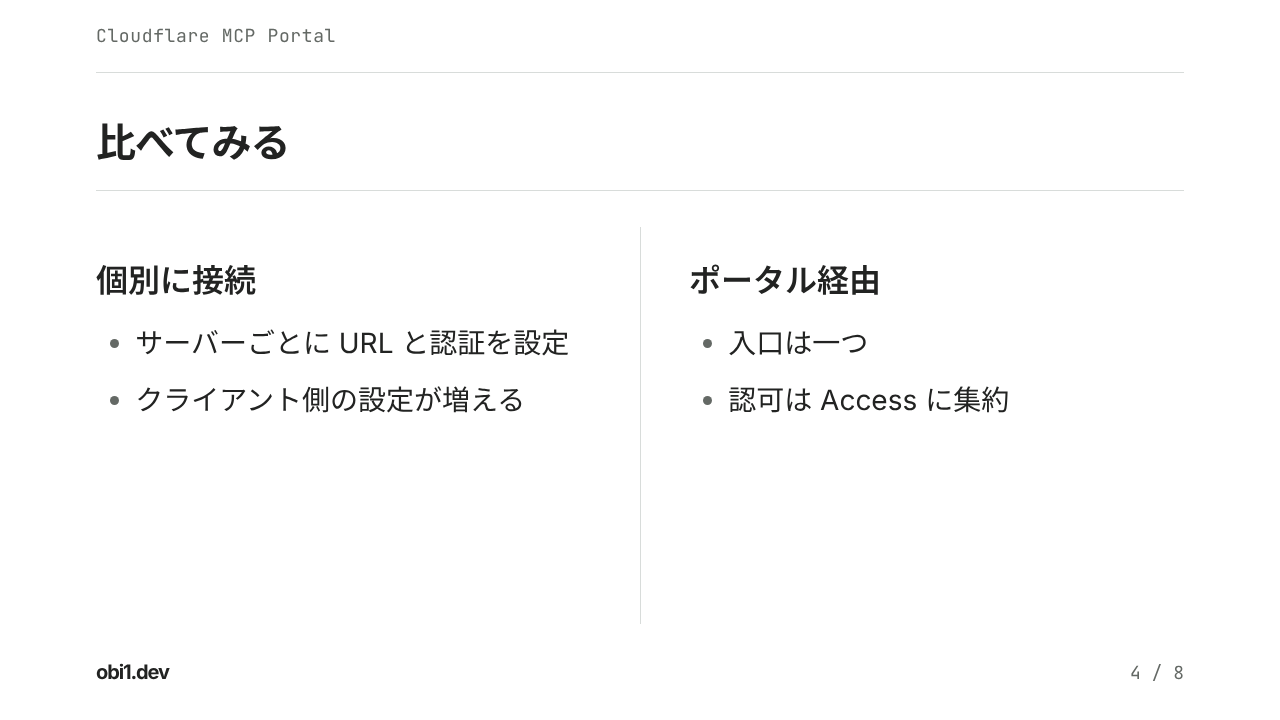 Cloudflare MCP Portal
比べてみる
個別に接続
サーバーごとに URL と認証を設定
クライアント側の設定が増える
ポータル経由
入口は一つ
認可は Access に集約
obi1.dev
4 / 8